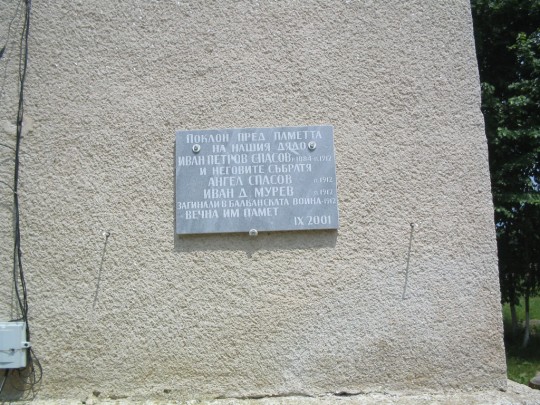 ПОКЛОН ПРЕД ПАМЕТТА
НА НАШИЯ ДЯДО
ИВАН ПЕТРОВ СПАСОВ Р.1884 П.1912
И НЕГОВИТЕ СЪБРАТЯ
АНГЕЛ СПАСОВ П.1912
ИВАН Д. МУРЕВ П.1912
ЗАГИНАЛИ В БАЛКАНСКАТА ВОЙНА - 1912
- ВЕЧНА ИМ ПАМЕТ
IX 2001